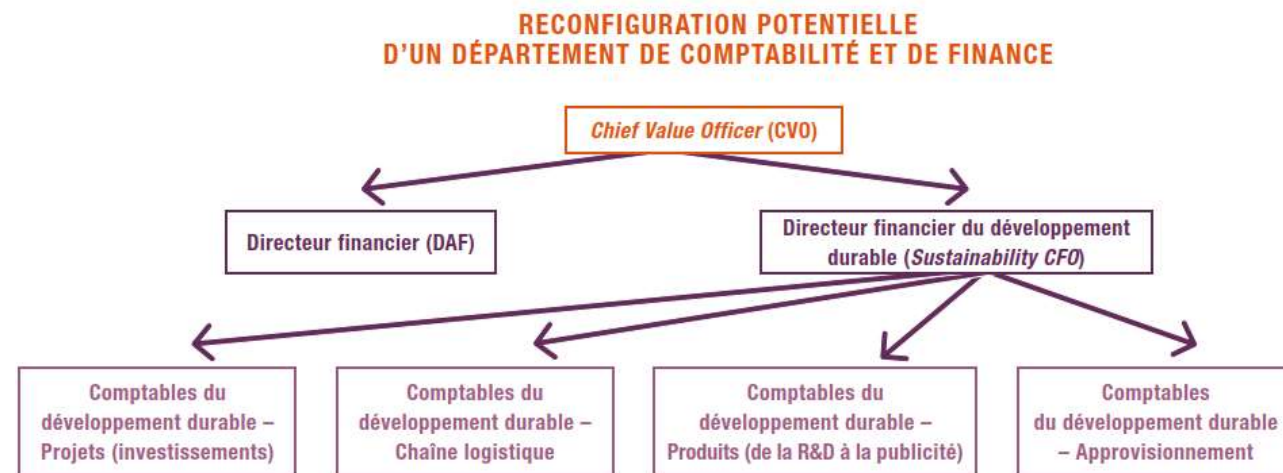 RECONFIGURATION POTENTIELLE
D'UN DÉPARTEMENT DE COMPTABILITÉ ET DE FINANCE
Chief Value Officer (CVO)
Directeur financier (DAF)
Directeur financier du développement
durable (Sustainability CFO)
Comptables du
développement durable –
Projets (investissements)
Comptables du
développement durable –
Chaîne logistique
Comptables du
développement durable –
Produits (de la R&D à la publicité)
Comptables
du développement durable
– Approvisionnement